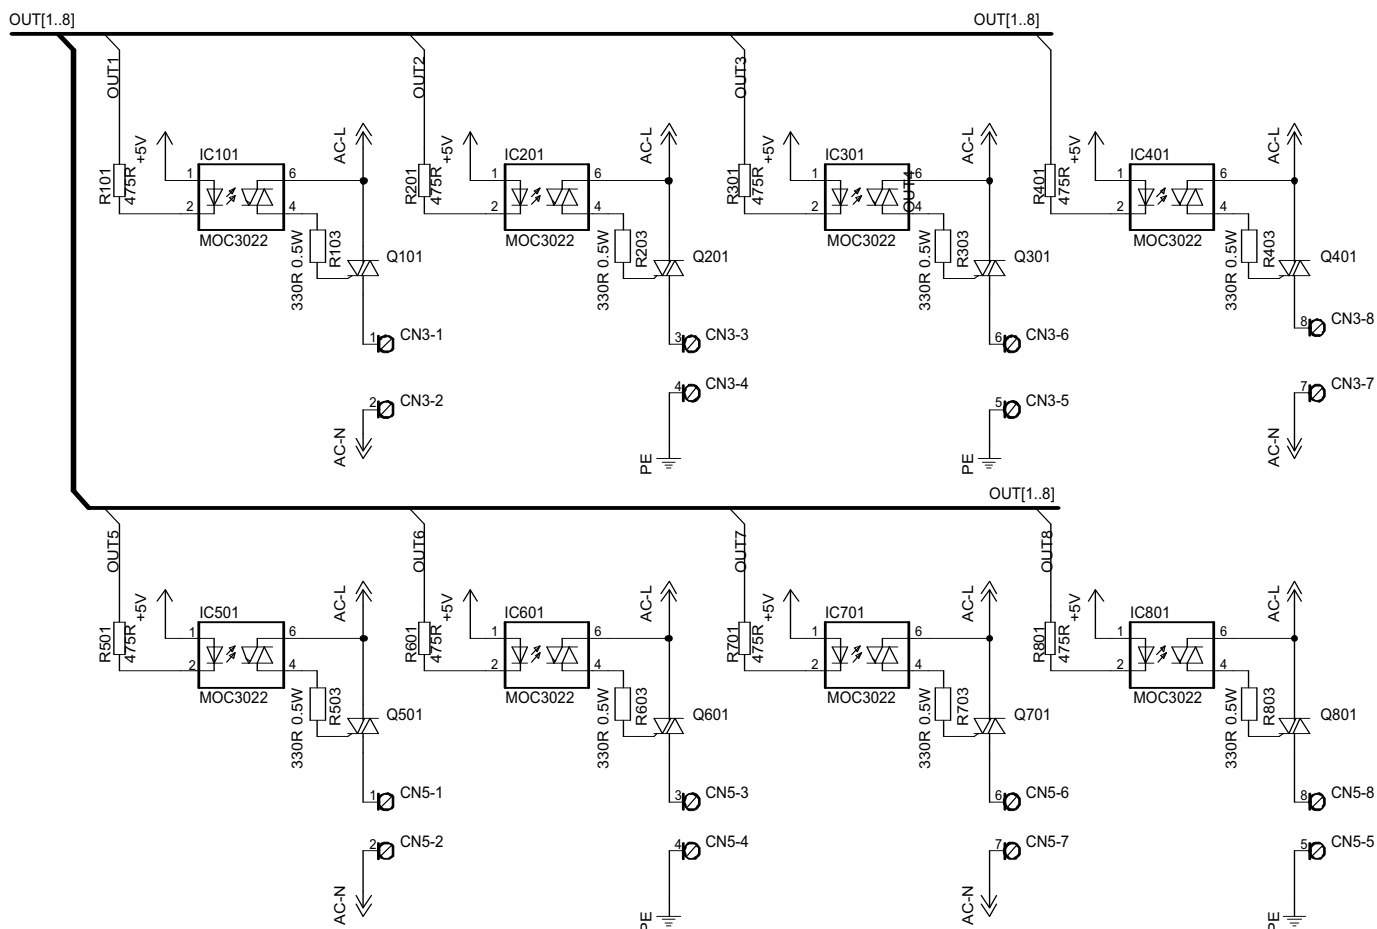 OUT[1..8]
OUT[1..8]
OUT1
OUT2
OUT3
OUT4
R101
475R
+5V
IC101
1
2
6
4
MOC3022
AC-L
330R 0.5W
R103
Q101
1
CN3-1
2
CN3-2
AC-N
R201
475R
+5V
IC201
1
2
6
4
MOC3022
AC-L
330R 0.5W
R203
Q201
3
CN3-3
4
CN3-4
PE
R301
475R
+5V
IC301
1
2
6
4
MOC3022
AC-L
330R 0.5W
R303
Q301
6
CN3-6
5
CN3-5
PE
R401
475R
+5V
IC401
1
2
6
4
MOC3022
AC-L
330R 0.5W
R403
Q401
8
CN3-8
7
CN3-7
AC-N
OUT[1..8]
OUT5
OUT6
OUT7
OUT8
R501
475R
+5V
IC501
1
2
6
4
MOC3022
AC-L
330R 0.5W
R503
Q501
1
CN5-1
2
CN5-2
AC-N
R601
475R
+5V
IC601
1
2
6
4
MOC3022
AC-L
330R 0.5W
R603
Q601
3
CN5-3
4
CN5-4
PE
R701
475R
+5V
IC701
1
2
6
4
MOC3022
AC-L
330R 0.5W
R703
Q701
6
CN5-6
7
CN5-7
AC-N
R801
475R
+5V
IC801
1
2
6
4
MOC3022
AC-L
330R 0.5W
R803
Q801
8
CN5-8
5
CN5-5
PE